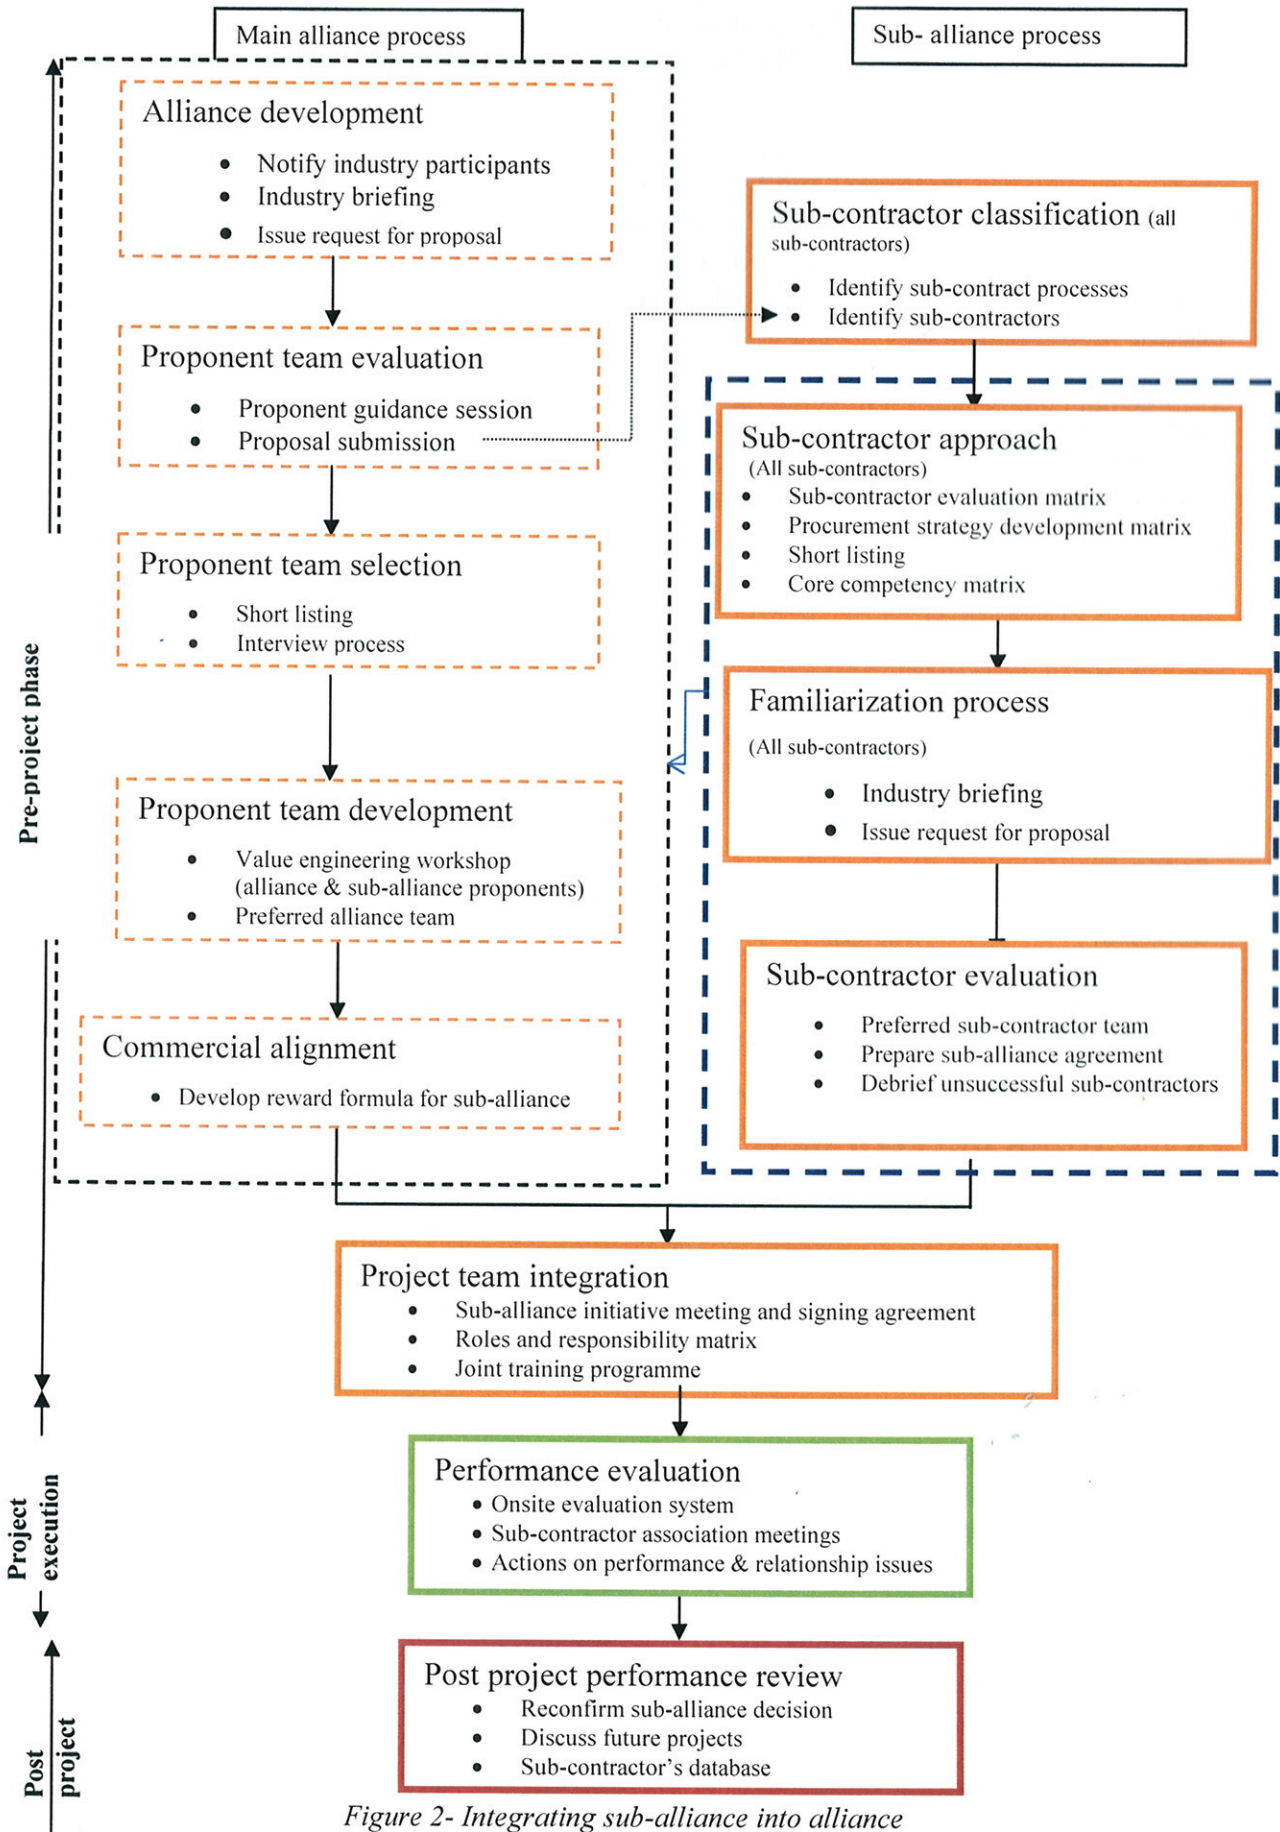 Main alliance process
Sub- alliance process
Alliance development
• Notify industry participants
• Industry briefing
• Issue request for proposal
Proponent team evaluation
• Proponent guidance session
• Proposal submission
Proponent team selection
• Short listing
• Interview process
Proponent team development
• Value engineering workshop
(alliance & sub-alliance proponents)
• Preferred alliance team
Commercial alignment
• Develop reward formula for sub-alliance
Sub-contractor classification (all
sub-contractors)
• Identify sub-contract processes
• Identify sub-contractors
Sub-contractor approach
(All sub-contractors)
• Sub-contractor evaluation matrix
• Procurement strategy development matrix
• Short listing
• Core competency matrix
Familiarization process
(All sub-contractors)
• Industry briefing
• Issue request for proposal
Sub-contractor evaluation
• Preferred sub-contractor team
• Prepare sub-alliance agreement
• Debrief unsuccessful sub-contractors
Pre-project phase
Project team integration
• Sub-alliance initiative meeting and signing agreement
• Roles and responsibility matrix
• Joint training programme
Project
execution
Performance evaluation
• Onsite evaluation system
• Sub-contractor association meetings
• Actions on performance & relationship issues
Post
project
Post project performance review
• Reconfirm sub-alliance decision
• Discuss future projects
• Sub-contractor's database
Figure 2- Integrating sub-alliance into alliance